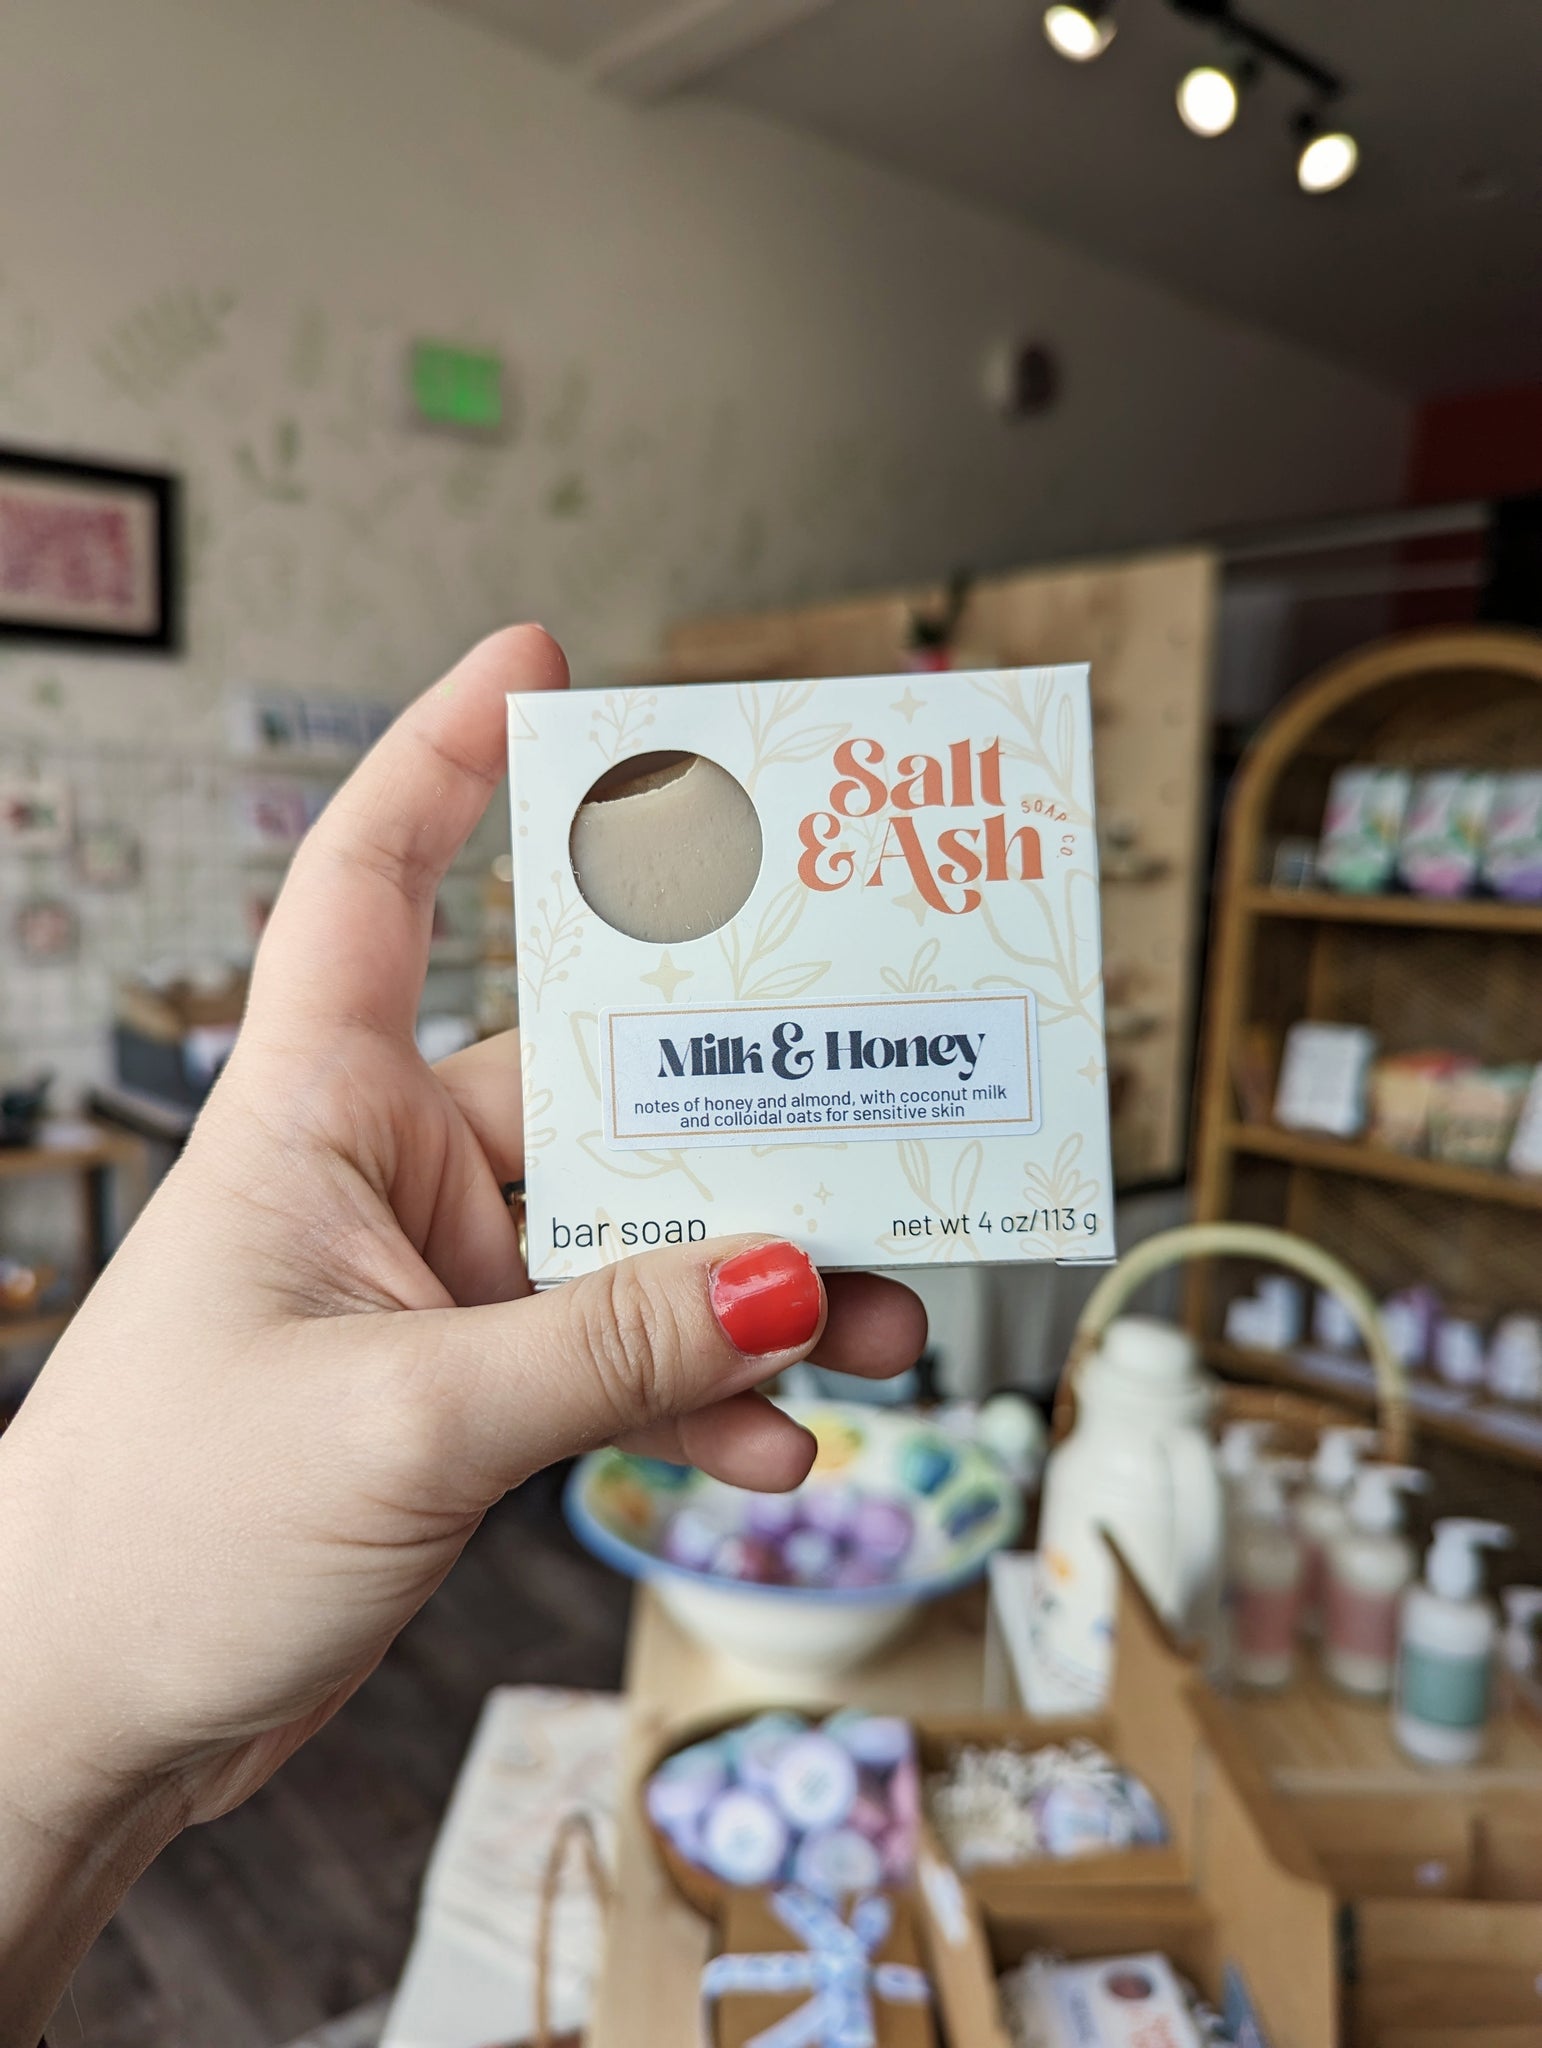 Salt
& Ash
SOAP CO.
Milk & Honey
notes of honey and almond, with coconut milk
and colloidal oats for sensitive skin
bar soap
net wt 4 oz/113 g